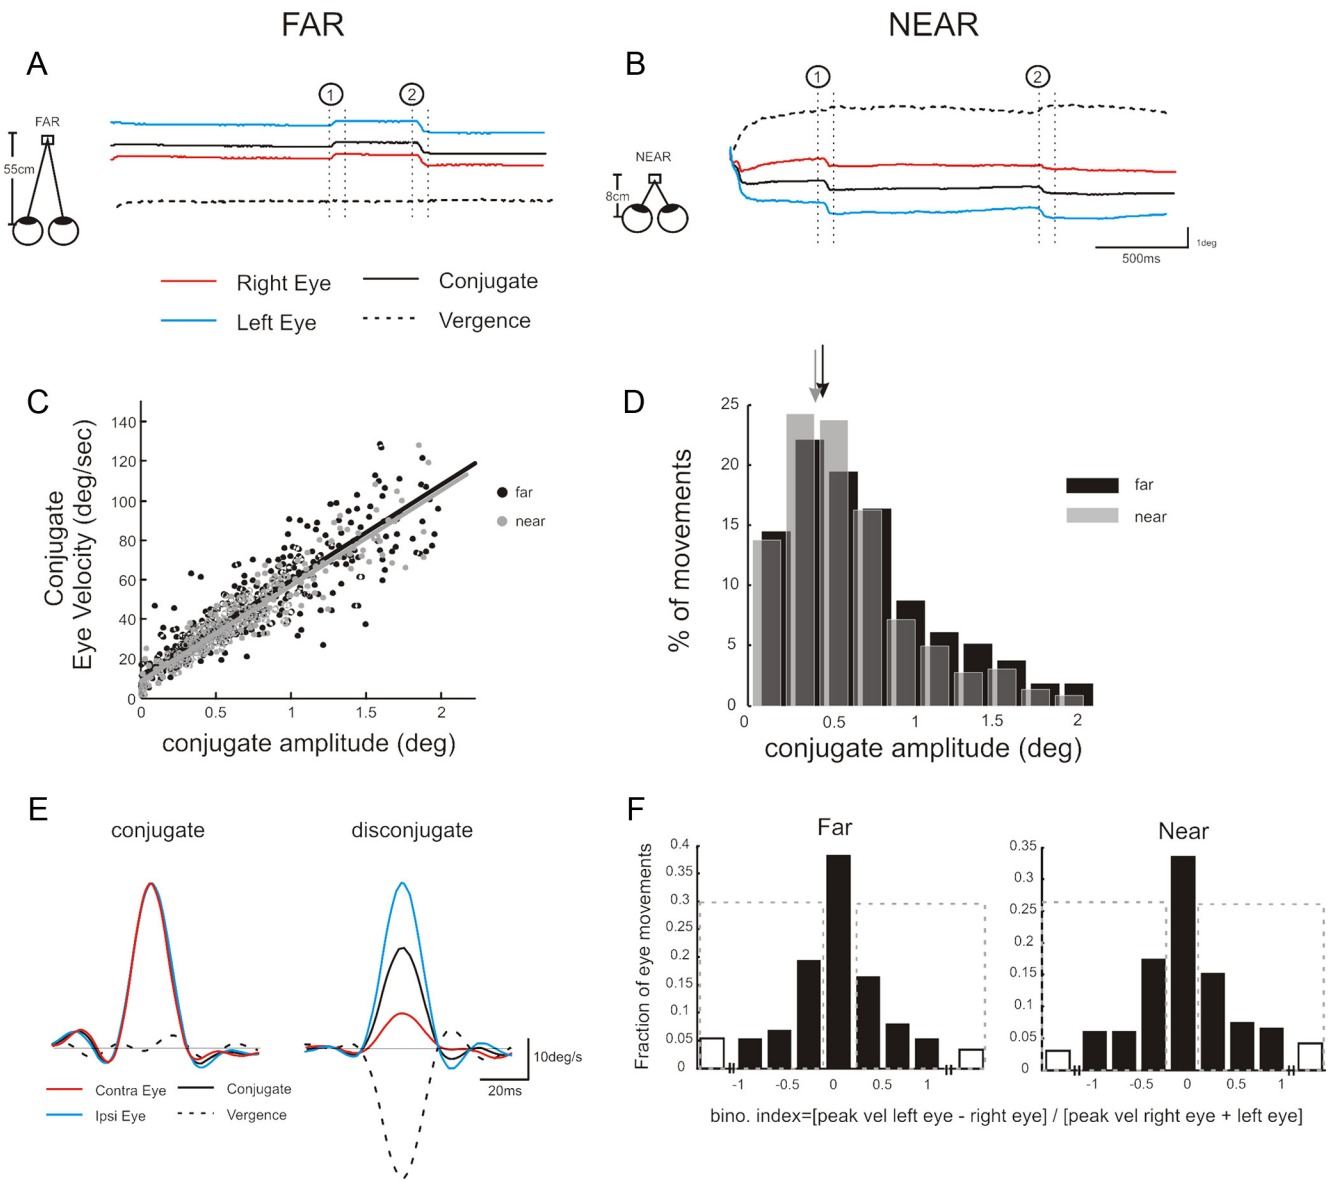 FAR
NEAR
A
1
2
FAR
55cm
B
1
2
NEAR
8cm
1deg
500ms
Right Eye
Conjugate
Left Eye
Vergence
C
Conjugate
Eye Velocity (deg/sec)
140
120
100
80
60
40
20
0
0
0.5
1
1.5
2
conjugate amplitude (deg)
far
near
D
% of movements
25
20
15
10
5
0
0
0.5
1
1.5
2
conjugate amplitude (deg)
far
near
E
conjugate
disconjugate
10deg/s
20ms
Contra Eye
Conjugate
Ipsi Eye
Vergence
F
Far
Near
Fraction of eye movements
0.4
0.35
0.3
0.25
0.2
0.15
0.1
0.05
0
-1
-0.5
0
0.5
1
0.35
0.3
0.25
0.2
0.15
0.1
0.05
0
-1
-0.5
0
0.5
1
bino. index=[peak vel left eye - right eye] / [peak vel right eye + left eye]